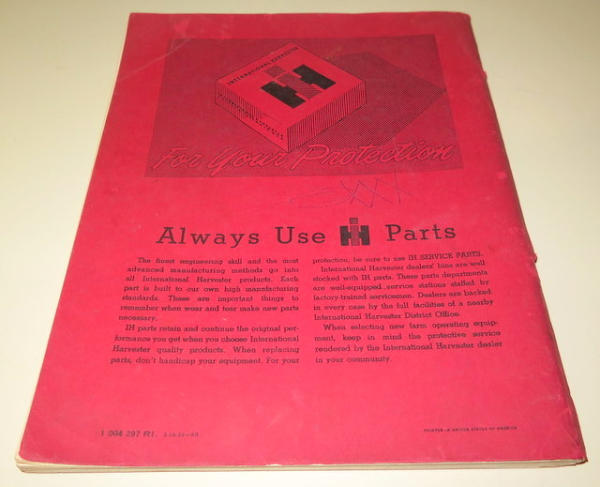 INTERNATIONAL HARVESTER
IH
INTERNATIONAL HARVESTER
For Your Protection
Always Use IH Parts
The finest engineering skill and the most
advanced manufacturing methods go into
all International Harvester products. Each
part is built to our own high manufacturing
standards. These are important things to
remember when wear and tear make new parts
necessary.
IH parts retain and continue the original per-
formance you get when you choose International
Harvester quality products. When replacing
parts, don't handicap your equipment. For your
protection, be sure to use IH SERVICE PARTS.
International Harvester dealers' bins are well
stocked with IH parts. These parts departments
are well-equipped service stations staffed by
factory-trained servicemen. Dealers are backed
in every case by the full facilities of a nearby
International Harvester District Office.
When selecting new farm operating equip-
ment, keep in mind the protective service
rendered by the International Harvester dealer
in your community.
1 004 297 R1.
PRINTED IN UNITED STATES OF AMERICA